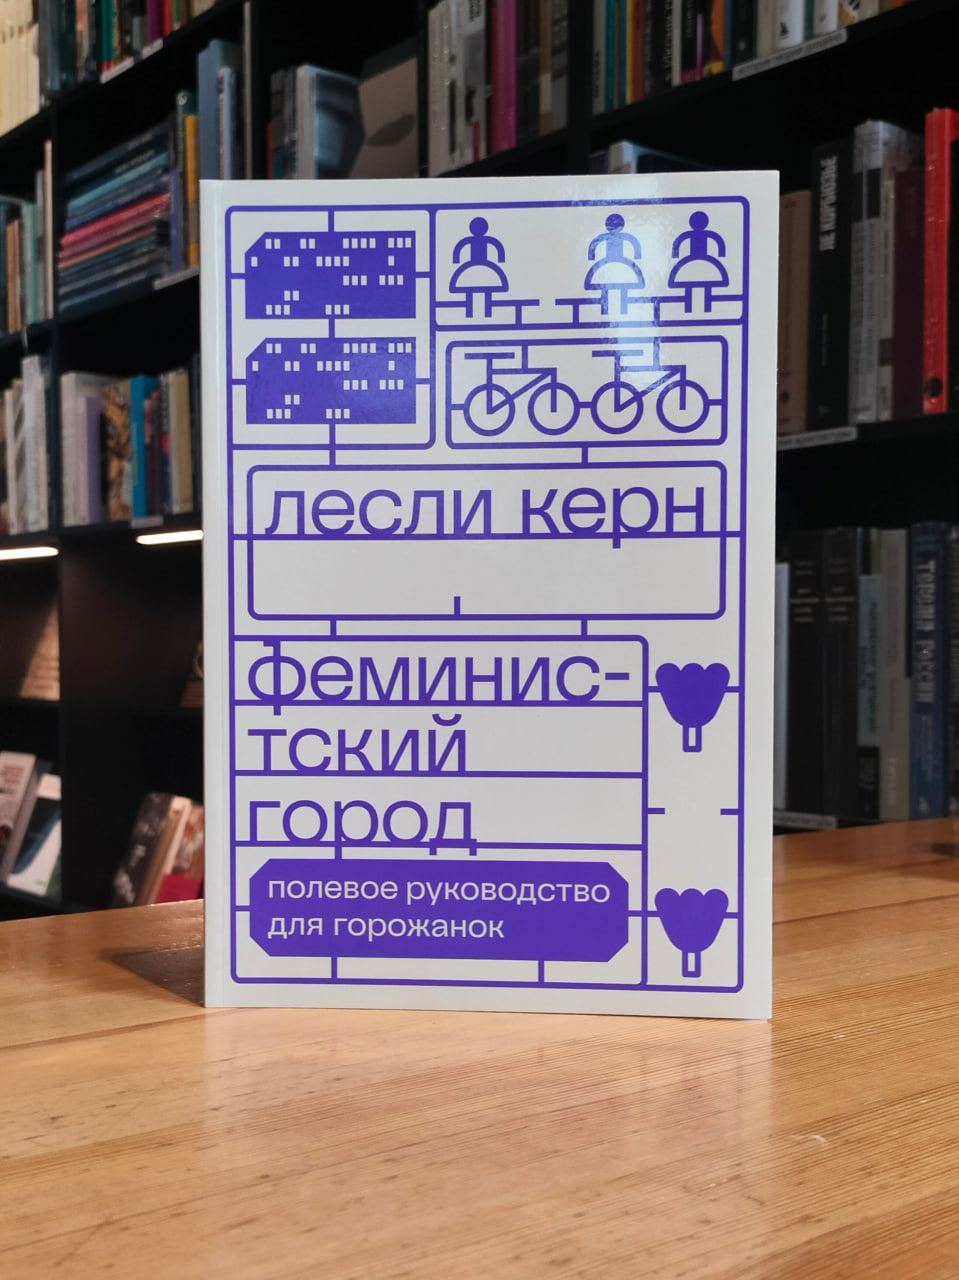 лесли керн
феминис-
тский
город
полевое руководство
для горожанок